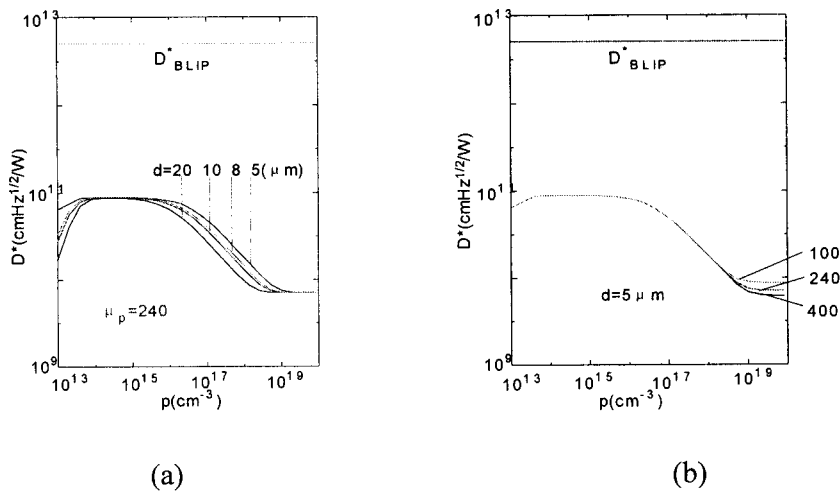 10^13
D*_BLIP
d=20 10 8 5(μm)
10^11
D*(cmHz^1/2/W)
μ_p=240
10^9
10^13 10^15 10^17 10^19
p(cm^-3)
(a)
10^13
D*_BLIP
10^11
D*(cmHz^1/2/W)
100
240
400
d=5 μm
10^9
10^13 10^15 10^17 10^19
p(cm^-3)
(b)